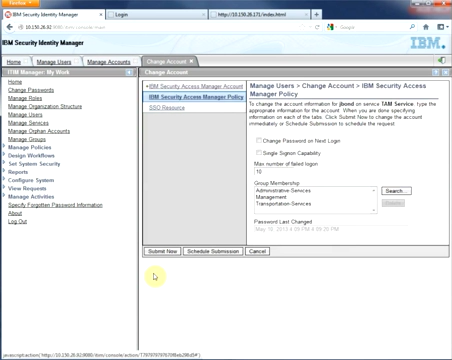 Firefox
IBM Security Identity Manager
Login
http://10.150.26.171/index.html
10.150.26.92
Google
IBM Security Identity Manager
IBM.
Home
Manage Users
Manage Accounts
Change Account
ITIM Manager: My Work
Change Account
Home
Change Passwords
Manage Roles
Manage Organization Structure
Manage Users
Manage Services
Manage Orphan Accounts
Manage Groups
Manage Policies
Design Workflows
Set System Security
Reports
Configure System
View Requests
Manage Activities
Specify Forgotten Password Information
About
Log Out
IBM Security Access Manager Account
IBM Security Access Manager Policy
SSO Resource
Manage Users > Change Account > IBM Security Access
Manager Policy
To change the account information for jbond on service TAM Service, type the
appropriate information for the account. When you are done specifying
information on each of the tabs. Click Submit Now to change the account
immediately or Schedule Submission to schedule the request.
Change Password on Next Login
Single Signon Capability
Max number of failed logon
10
Group Membership
Administrative-Services
Management
Transportation-Services
Search...
Delete
Password Last Changed
Submit Now
Schedule Submission
Cancel